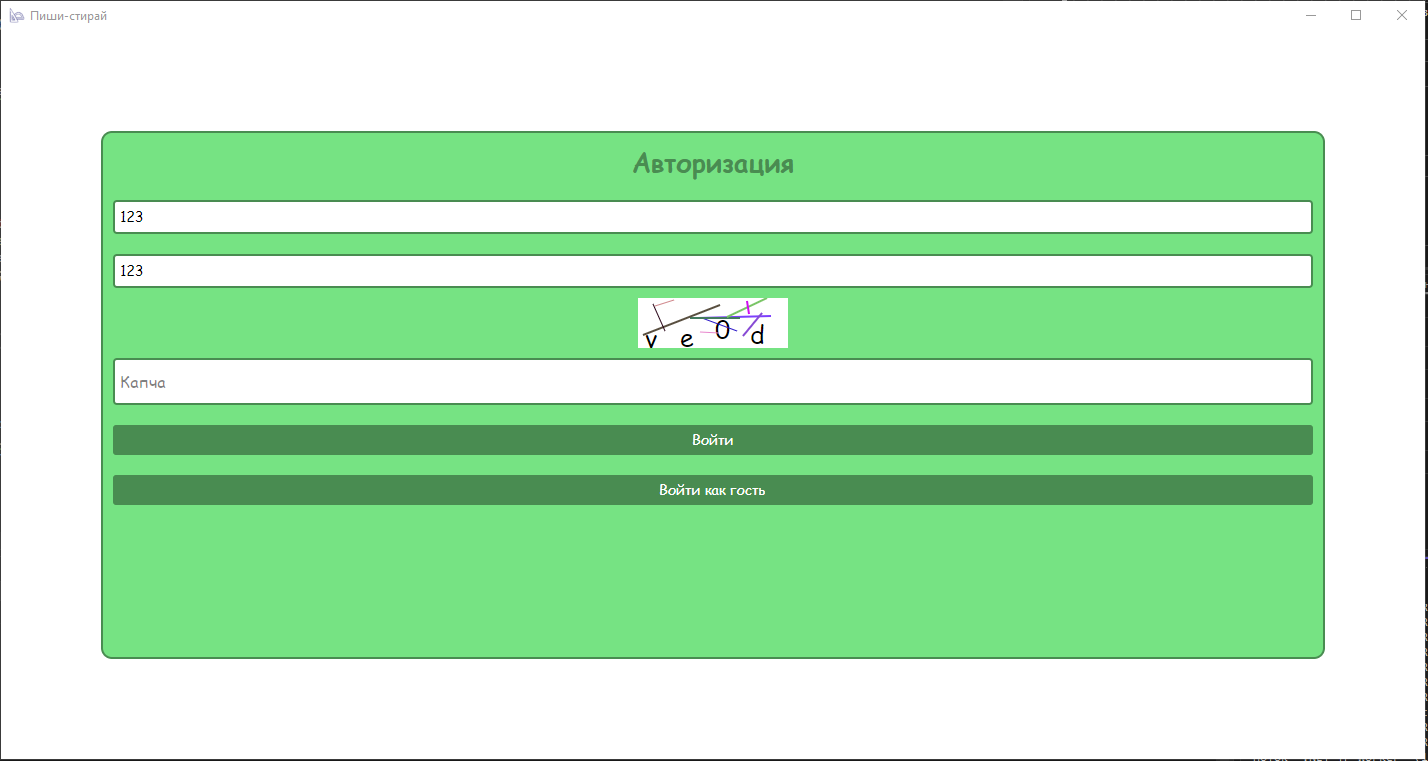 Пиши-стирай
Авторизация
123
123
v e 0 d
Капча
Войти
Войти как гость